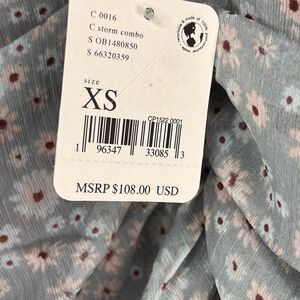 C 0016
C storm combo
S OB1480850
S 66320359
size
XS
CP1522 0001
1 96347 33085 3
MSRP $108.00 USD